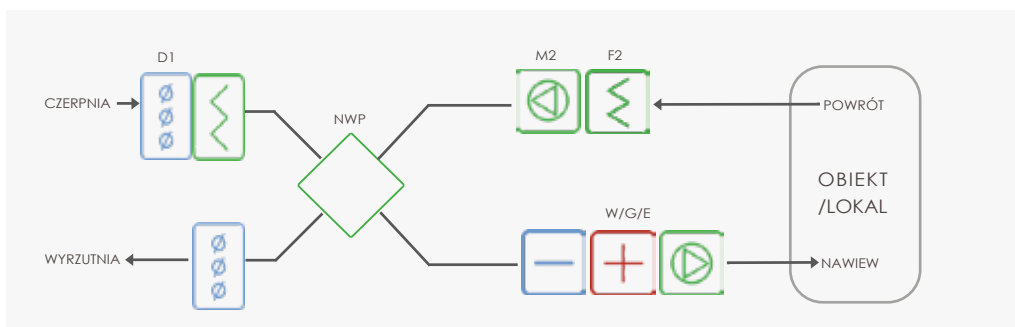 D1
M2
F2
CZERPNIA
NWP
POWRÓT
OBIEKT
/LOKAL
W/G/E
WYRZUTNIA
NAWIEW